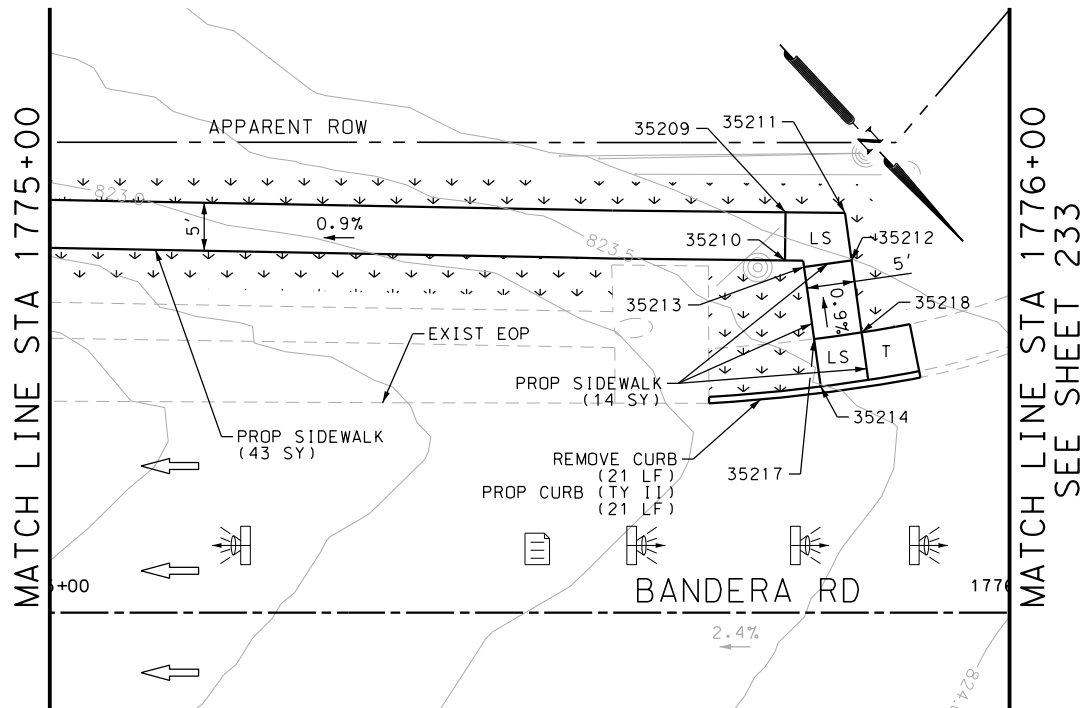 MATCH LINE STA 1775+00
APPARENT ROW
35209
35211
823.0
5'
0.9%
35210
LS
35212
823.5
5'
35213
0.9%
35218
EXIST EOP
LS
T
PROP SIDEWALK
(14 SY)
35214
PROP SIDEWALK
(43 SY)
REMOVE CURB
(21 LF)
PROP CURB (TY II)
(21 LF)
35217
5+00
BANDERA RD
1776
2.4%
824.
MATCH LINE STA 1776+00
SEE SHEET 233